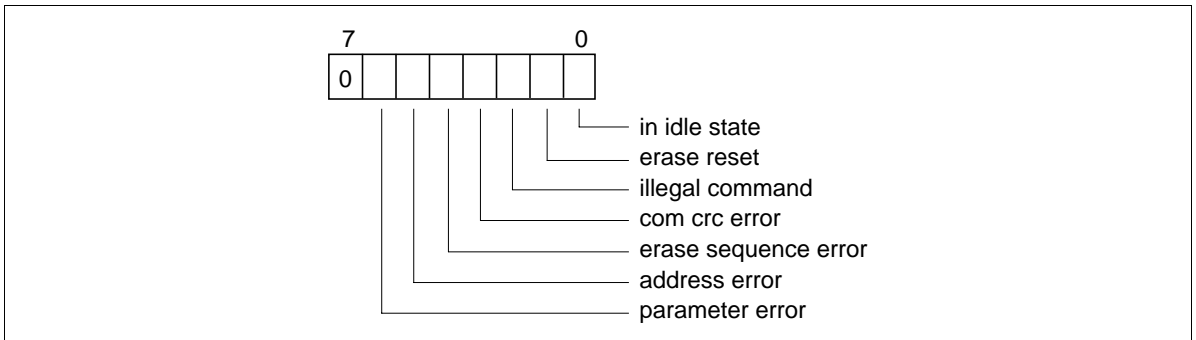 7 0
0
in idle state
erase reset
illegal command
com crc error
erase sequence error
address error
parameter error